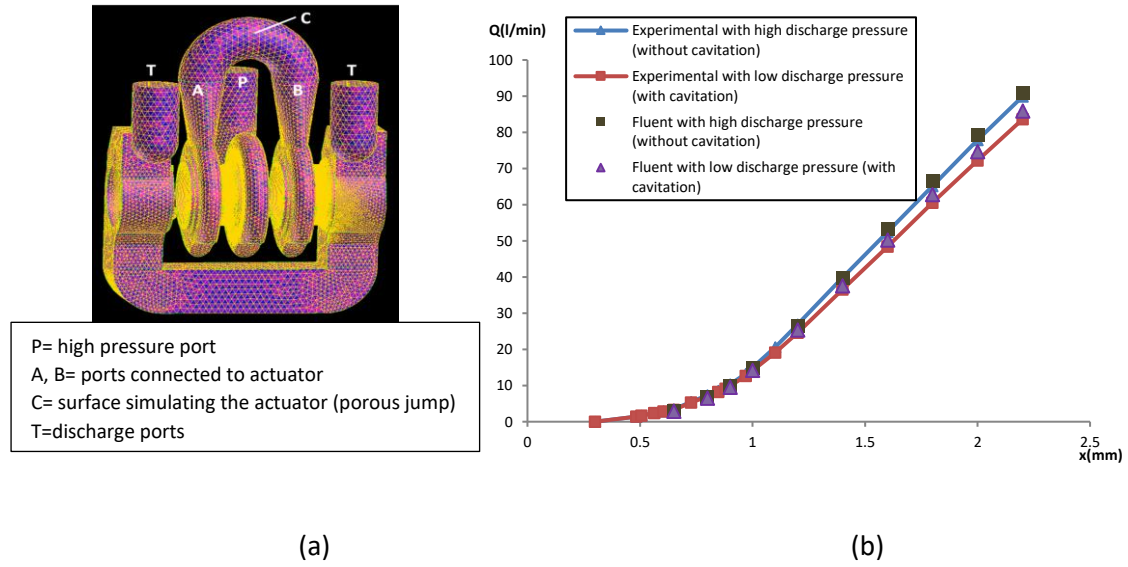 C
T
P
T
A
B
P= high pressure port
A, B= ports connected to actuator
C= surface simulating the actuator (porous jump)
T=discharge ports
(a)
Q(l/min)
100
90
80
70
60
50
40
30
20
10
0
0
0.5
1
1.5
2
2.5
x(mm)
Experimental with high discharge pressure
(without cavitation)
Experimental with low discharge pressure
(with cavitation)
Fluent with high discharge pressure
(without cavitation)
Fluent with low discharge pressure (with
cavitation)
(b)